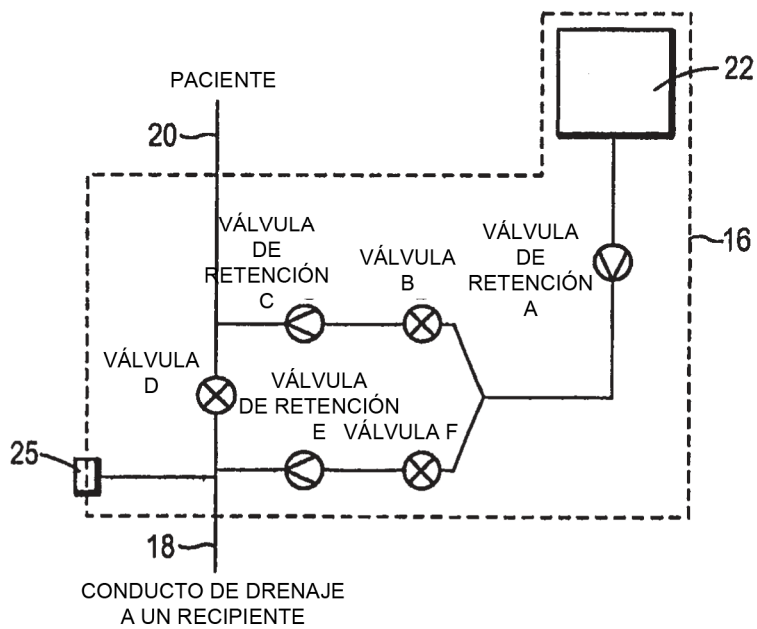 22
PACIENTE
20
16
VÁLVULA
DE
RETENCIÓN
C
VÁLVULA
B
VÁLVULA
DE
RETENCIÓN
A
VÁLVULA
D
VÁLVULA
DE RETENCIÓN
E
VÁLVULA F
25
18
CONDUCTO DE DRENAJE
A UN RECIPIENTE